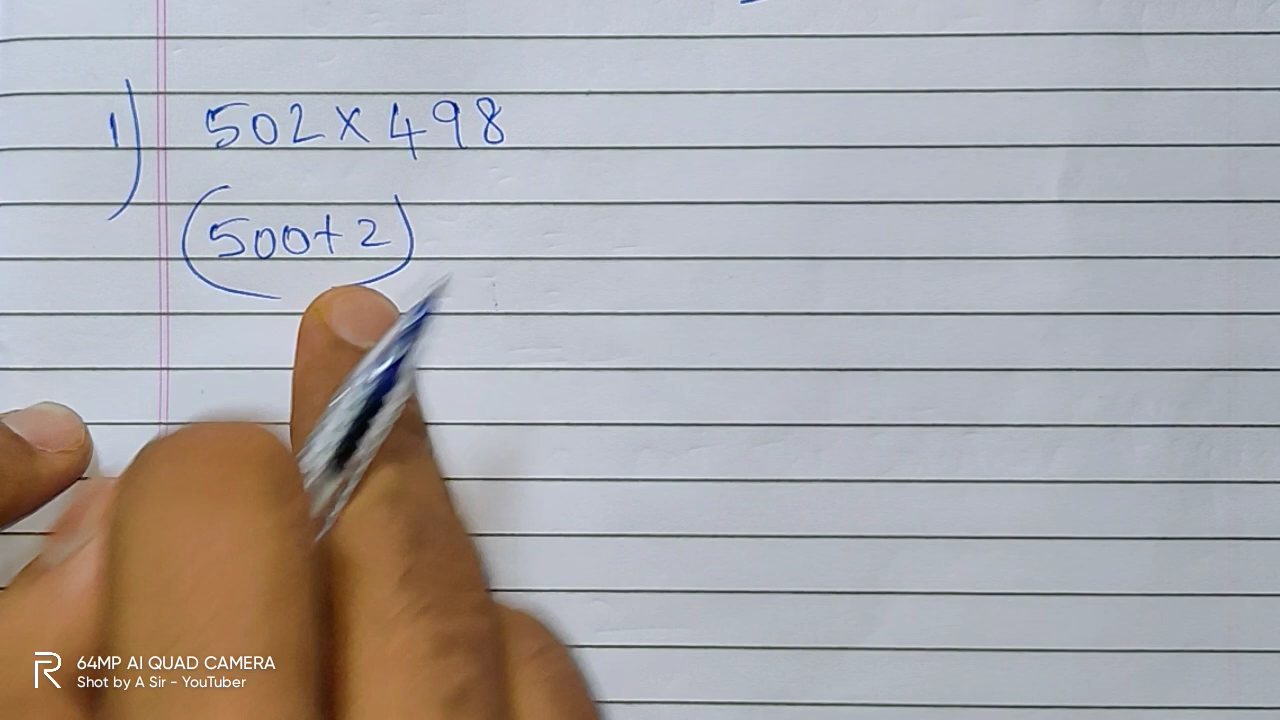 1) 502 × 498
(500+2)
R 64MP AI QUAD CAMERA
Shot by A Sir - YouTuber